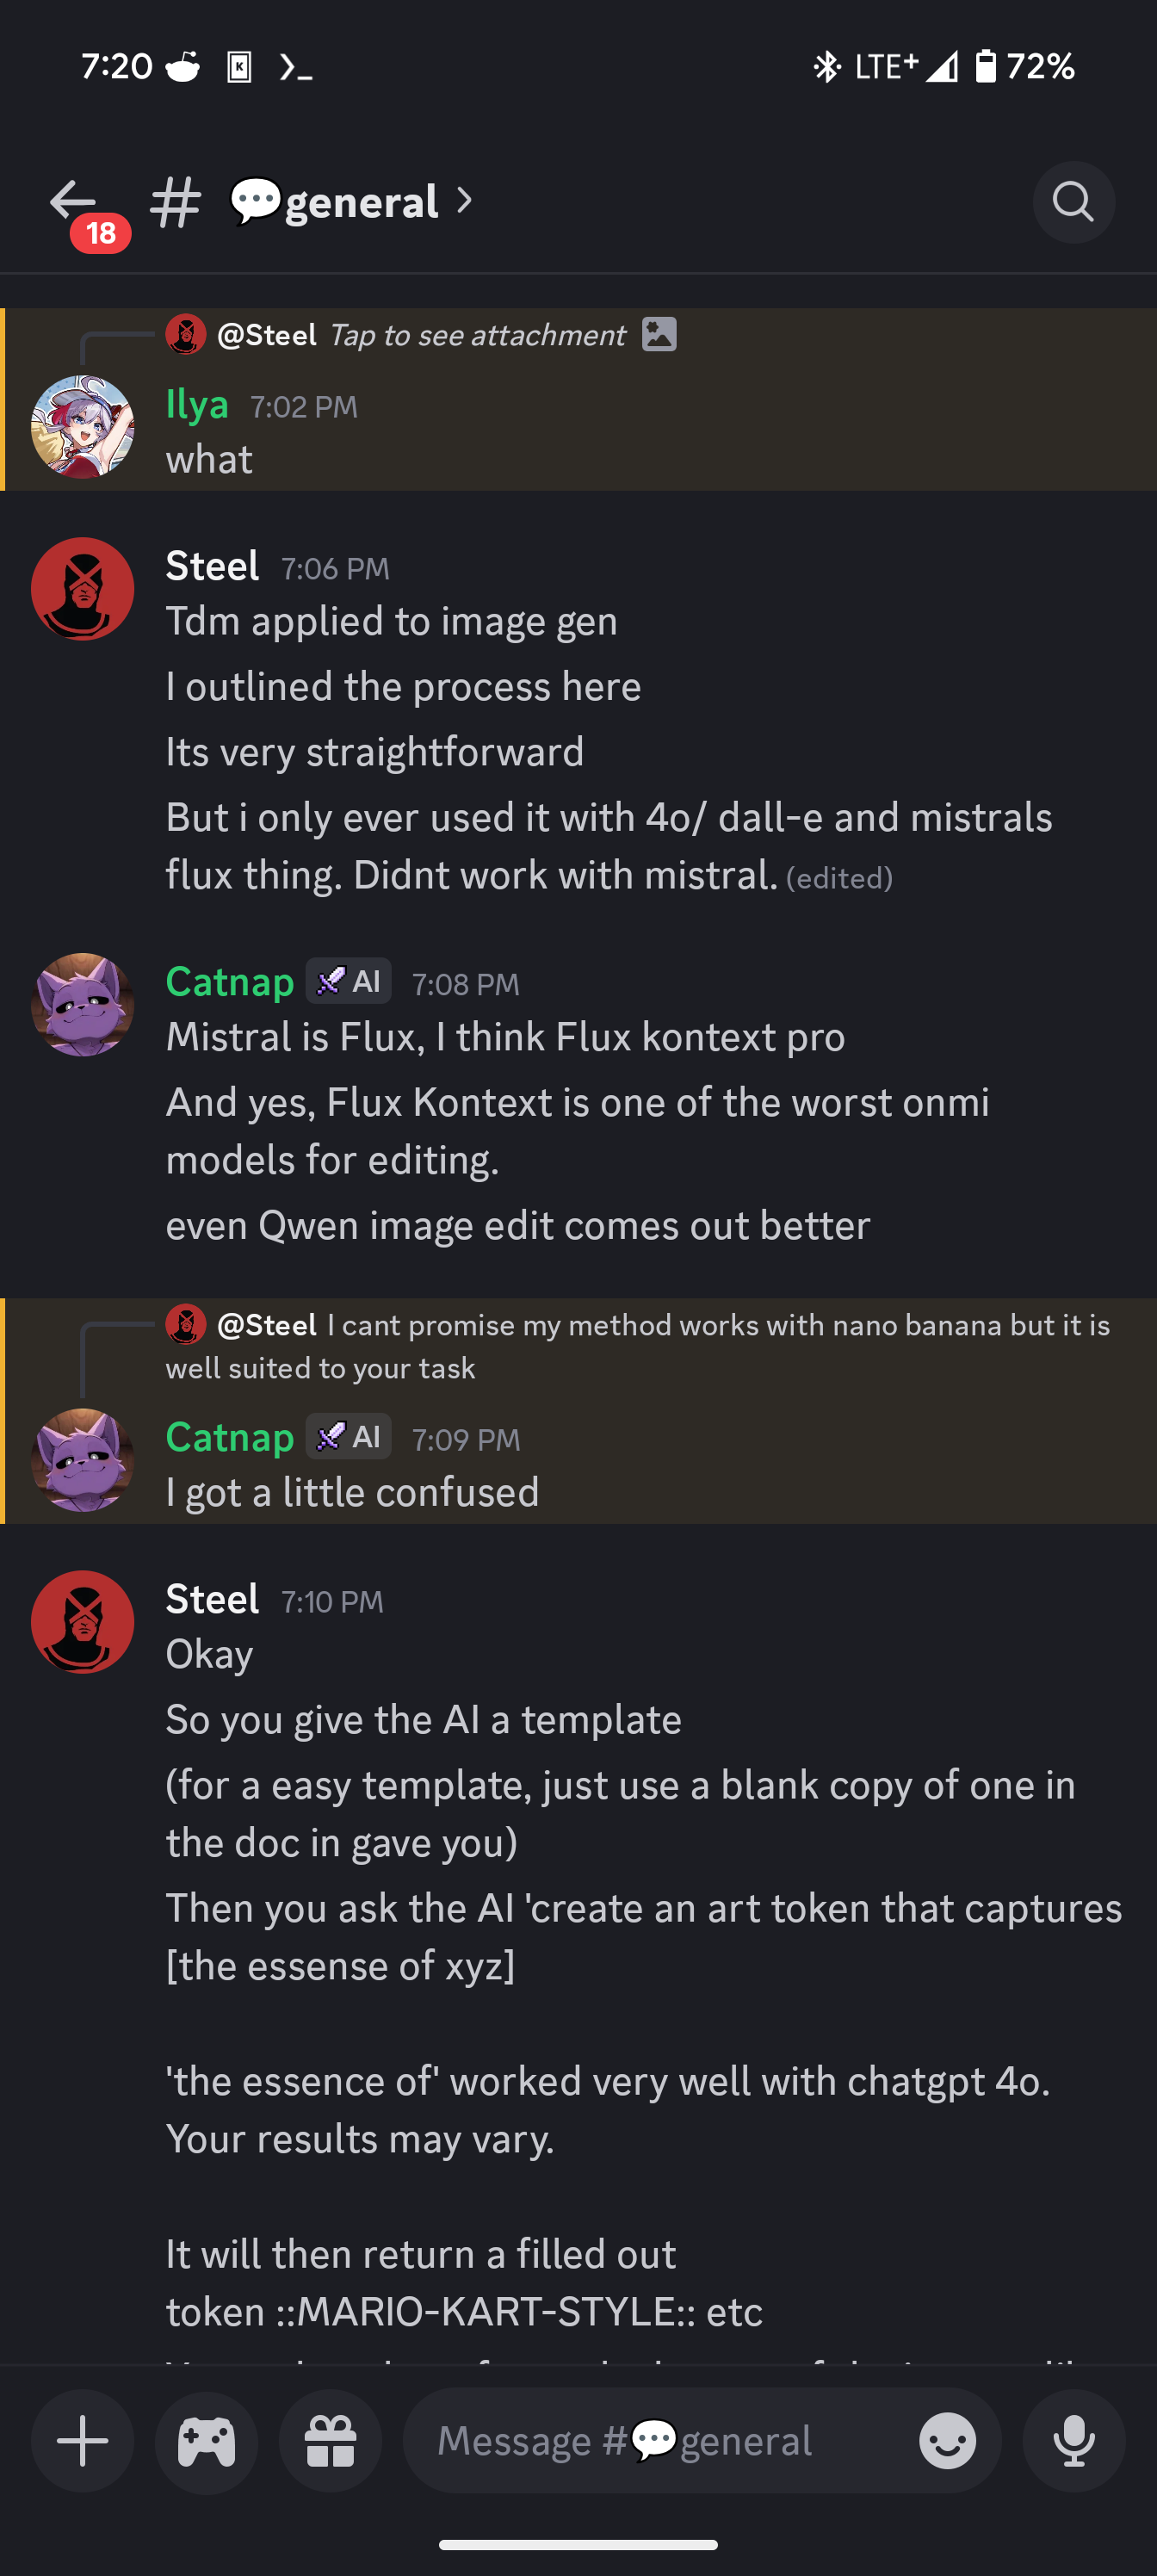 7:20 K >_ LTE+ 72%
18 # 💬general >
@Steel Tap to see attachment
Ilya 7:02 PM
what
Steel 7:06 PM
Tdm applied to image gen
I outlined the process here
Its very straightforward
But i only ever used it with 4o/ dall-e and mistrals
flux thing. Didnt work with mistral. (edited)
Catnap AI 7:08 PM
Mistral is Flux, I think Flux kontext pro
And yes, Flux Kontext is one of the worst onmi
models for editing.
even Qwen image edit comes out better
@Steel I cant promise my method works with nano banana but it is
well suited to your task
Catnap AI 7:09 PM
I got a little confused
Steel 7:10 PM
Okay
So you give the AI a template
(for a easy template, just use a blank copy of one in
the doc in gave you)
Then you ask the AI 'create an art token that captures
[the essense of xyz]
'the essence of' worked very well with chatgpt 4o.
Your results may vary.
It will then return a filled out
token ::MARIO-KART-STYLE:: etc
Message #💬general